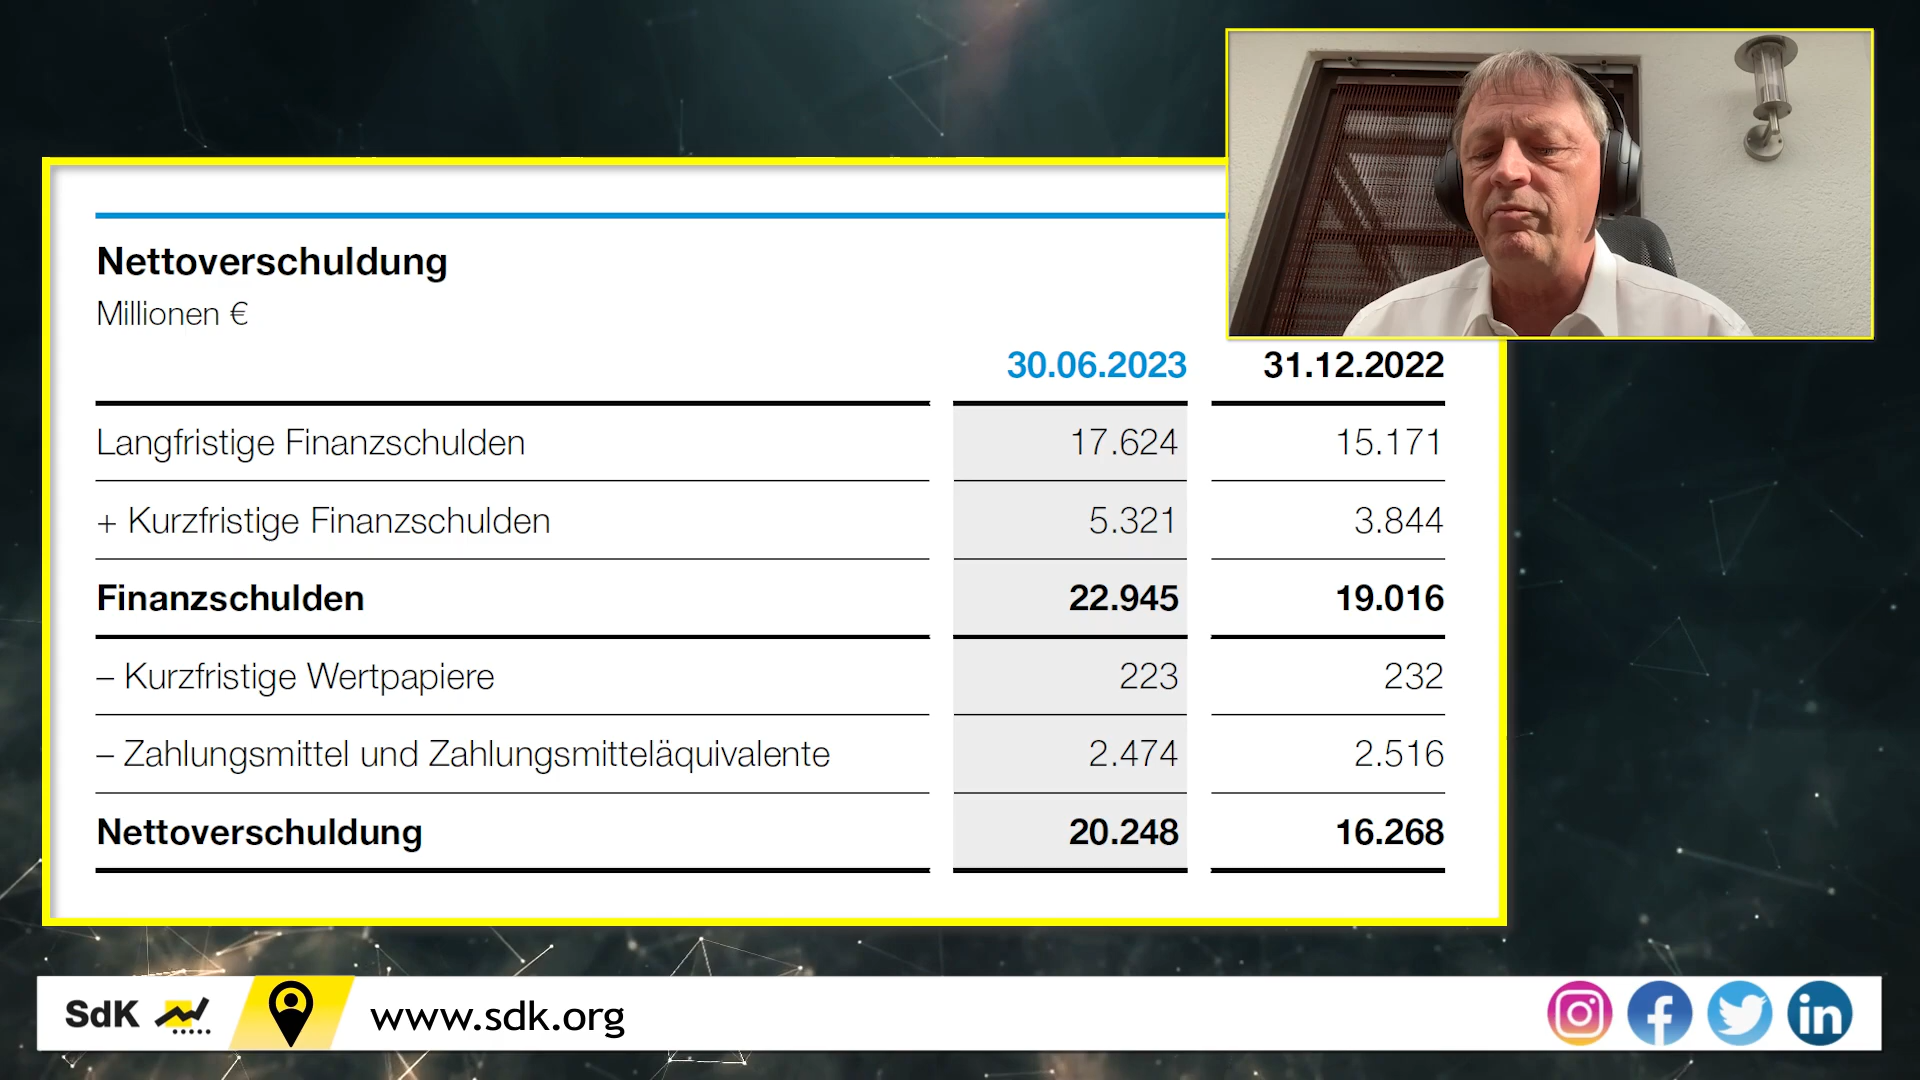 Nettoverschuldung
Millionen €
30.06.2023 31.12.2022
Langfristige Finanzschulden 17.624 15.171
+ Kurzfristige Finanzschulden 5.321 3.844
Finanzschulden 22.945 19.016
– Kurzfristige Wertpapiere 223 232
– Zahlungsmittel und Zahlungsmitteläquivalente 2.474 2.516
Nettoverschuldung 20.248 16.268
SdK www.sdk.org